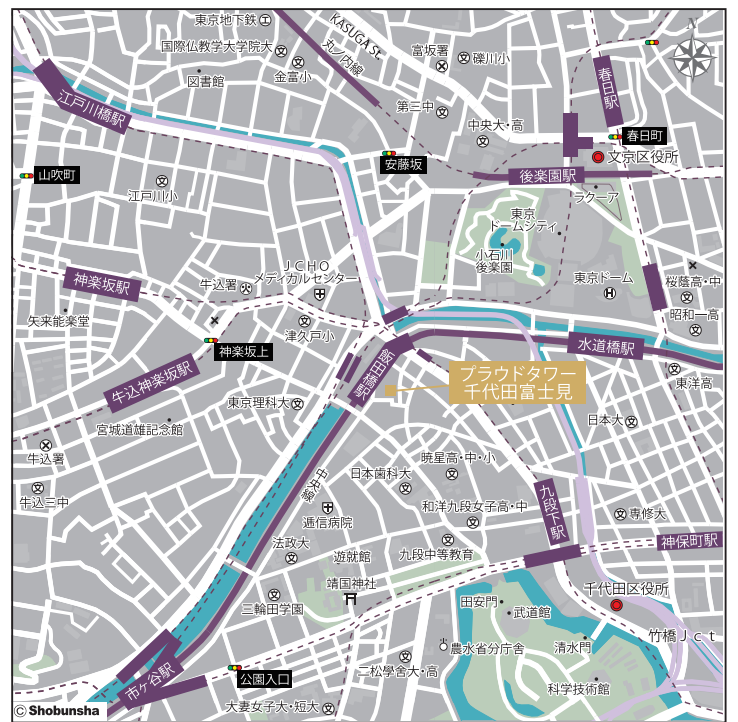 東京地下鉄
KASUGA St.
N
国際仏教学大学院大
丸ノ内線
富坂署
礫川小
図書館
金富小
春日駅
江戸川橋駅
第三中
中央大・高
春日町
文京区役所
安藤坂
山吹町
後楽園駅
江戸川小
ラクーア
東京
ドームシティ
小石川
後楽園
JCHO
メディカルセンター
神楽坂駅
牛込署
東京ドーム
桜蔭高・中
矢来能楽堂
津久戸小
昭和一高
神楽坂上
水道橋駅
飯田橋駅
牛込神楽坂駅
プラウドタワー
千代田富士見
東洋高
東京理科大
宮城道雄記念館
日本大
牛込署
暁星高・中・小
日本歯科大
中央線
牛込三中
九段下駅
和洋九段女子高・中
専修大
逓信病院
法政大
遊就館
九段中等教育
神保町駅
靖国神社
千代田区役所
三輪田学園
田安門
武道館
竹橋Jct
農水省分庁舎
清水門
市ヶ谷駅
公園入口
二松學舎大・高
科学技術館
大妻女子大・短大
© Shobunsha